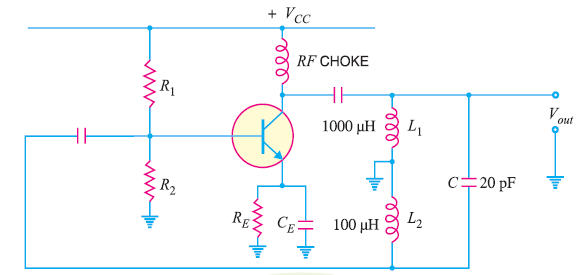 + VCC
RF CHOKE
R1
1000 μH L1
Vout
R2
C 20 pF
RE CE 100 μH L2